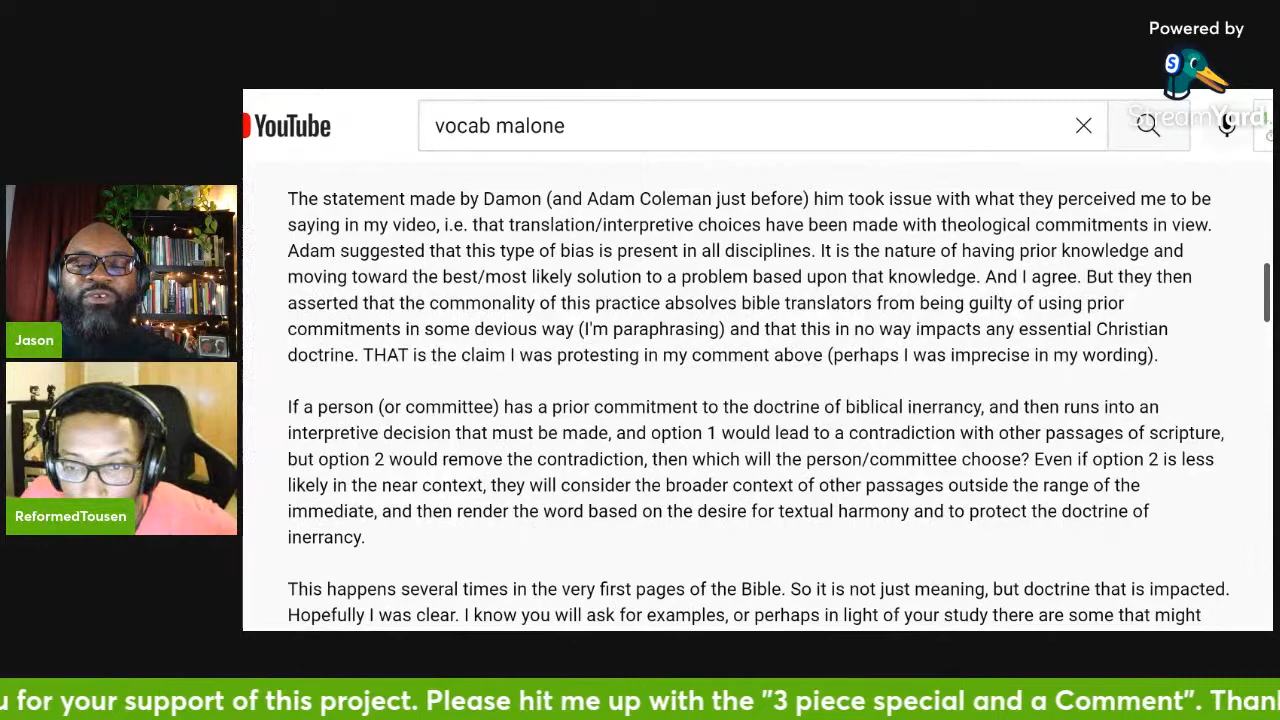 Powered by
S
StreamYard
YouTube
vocab malone
The statement made by Damon (and Adam Coleman just before) him took issue with what they perceived me to be
saying in my video, i.e. that translation/interpretive choices have been made with theological commitments in view.
Adam suggested that this type of bias is present in all disciplines. It is the nature of having prior knowledge and
moving toward the best/most likely solution to a problem based upon that knowledge. And I agree. But they then
asserted that the commonality of this practice absolves bible translators from being guilty of using prior
commitments in some devious way (I'm paraphrasing) and that this in no way impacts any essential Christian
doctrine. THAT is the claim I was protesting in my comment above (perhaps I was imprecise in my wording).
If a person (or committee) has a prior commitment to the doctrine of biblical inerrancy, and then runs into an
interpretive decision that must be made, and option 1 would lead to a contradiction with other passages of scripture,
but option 2 would remove the contradiction, then which will the person/committee choose? Even if option 2 is less
likely in the near context, they will consider the broader context of other passages outside the range of the
immediate, and then render the word based on the desire for textual harmony and to protect the doctrine of
inerrancy.
This happens several times in the very first pages of the Bible. So it is not just meaning, but doctrine that is impacted.
Hopefully I was clear. I know you will ask for examples, or perhaps in light of your study there are some that might
Jason
ReformedTousen
u for your support of this project. Please hit me up with the "3 piece special and a Comment". Than